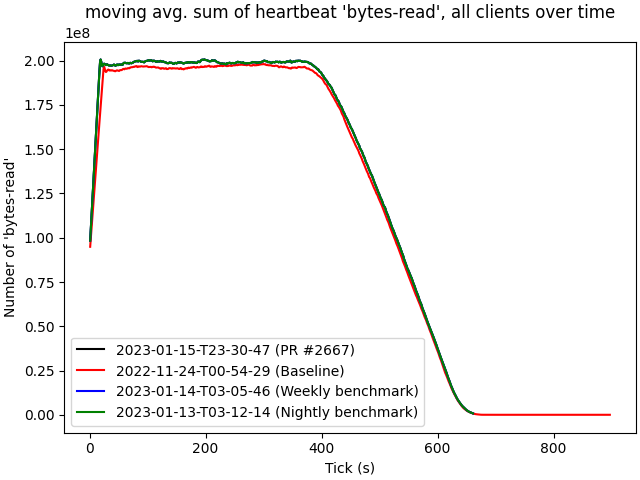 moving avg. sum of heartbeat 'bytes-read', all clients over time
1e8
2.00
1.75
1.50
1.25
1.00
0.75
0.50
0.25
0.00
Number of 'bytes-read'
2023-01-15-T23-30-47 (PR #2667)
2022-11-24-T00-54-29 (Baseline)
2023-01-14-T03-05-46 (Weekly benchmark)
2023-01-13-T03-12-14 (Nightly benchmark)
0 200 400 600 800
Tick (s)